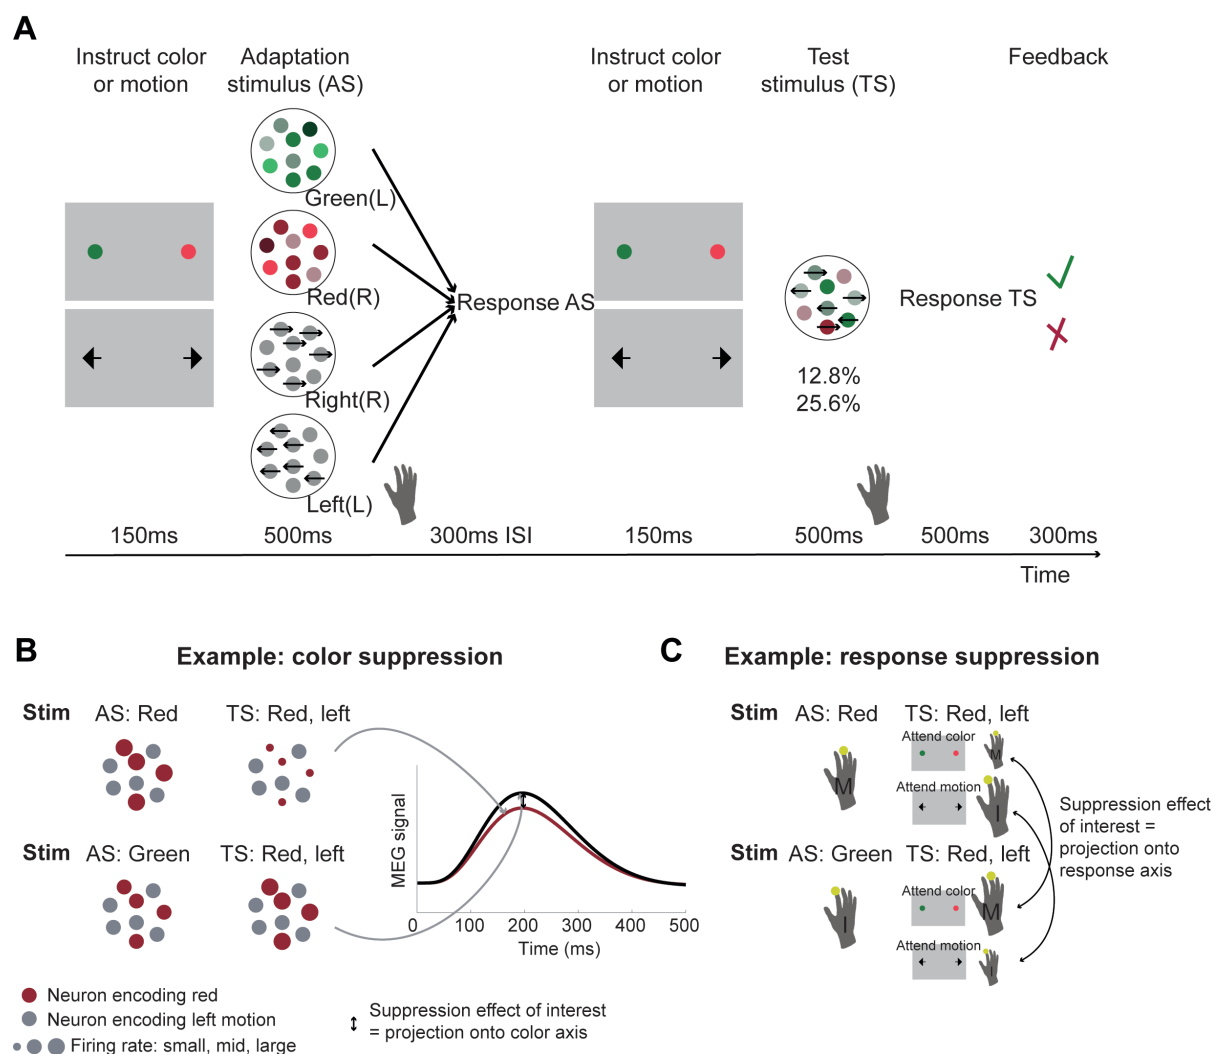 A
Instruct color
or motion
Adaptation
stimulus (AS)
Instruct color
or motion
Test
stimulus (TS)
Feedback
Green(L)
Red(R)
Response AS
Response TS
Right(R)
12.8%
25.6%
Left(L)
150ms
500ms
300ms ISI
150ms
500ms
500ms
300ms
Time
B
Example: color suppression
Stim
AS: Red
TS: Red, left
Stim
AS: Green
TS: Red, left
MEG signal
0
100
200
300
400
500
Time (ms)
Neuron encoding red
Neuron encoding left motion
Firing rate: small, mid, large
Suppression effect of interest
= projection onto color axis
C
Example: response suppression
Stim
AS: Red
TS: Red, left
Attend color
M
M
Attend motion
I
Suppression effect
of interest =
projection onto
response axis
Stim
AS: Green
TS: Red, left
Attend color
M
I
Attend motion
I